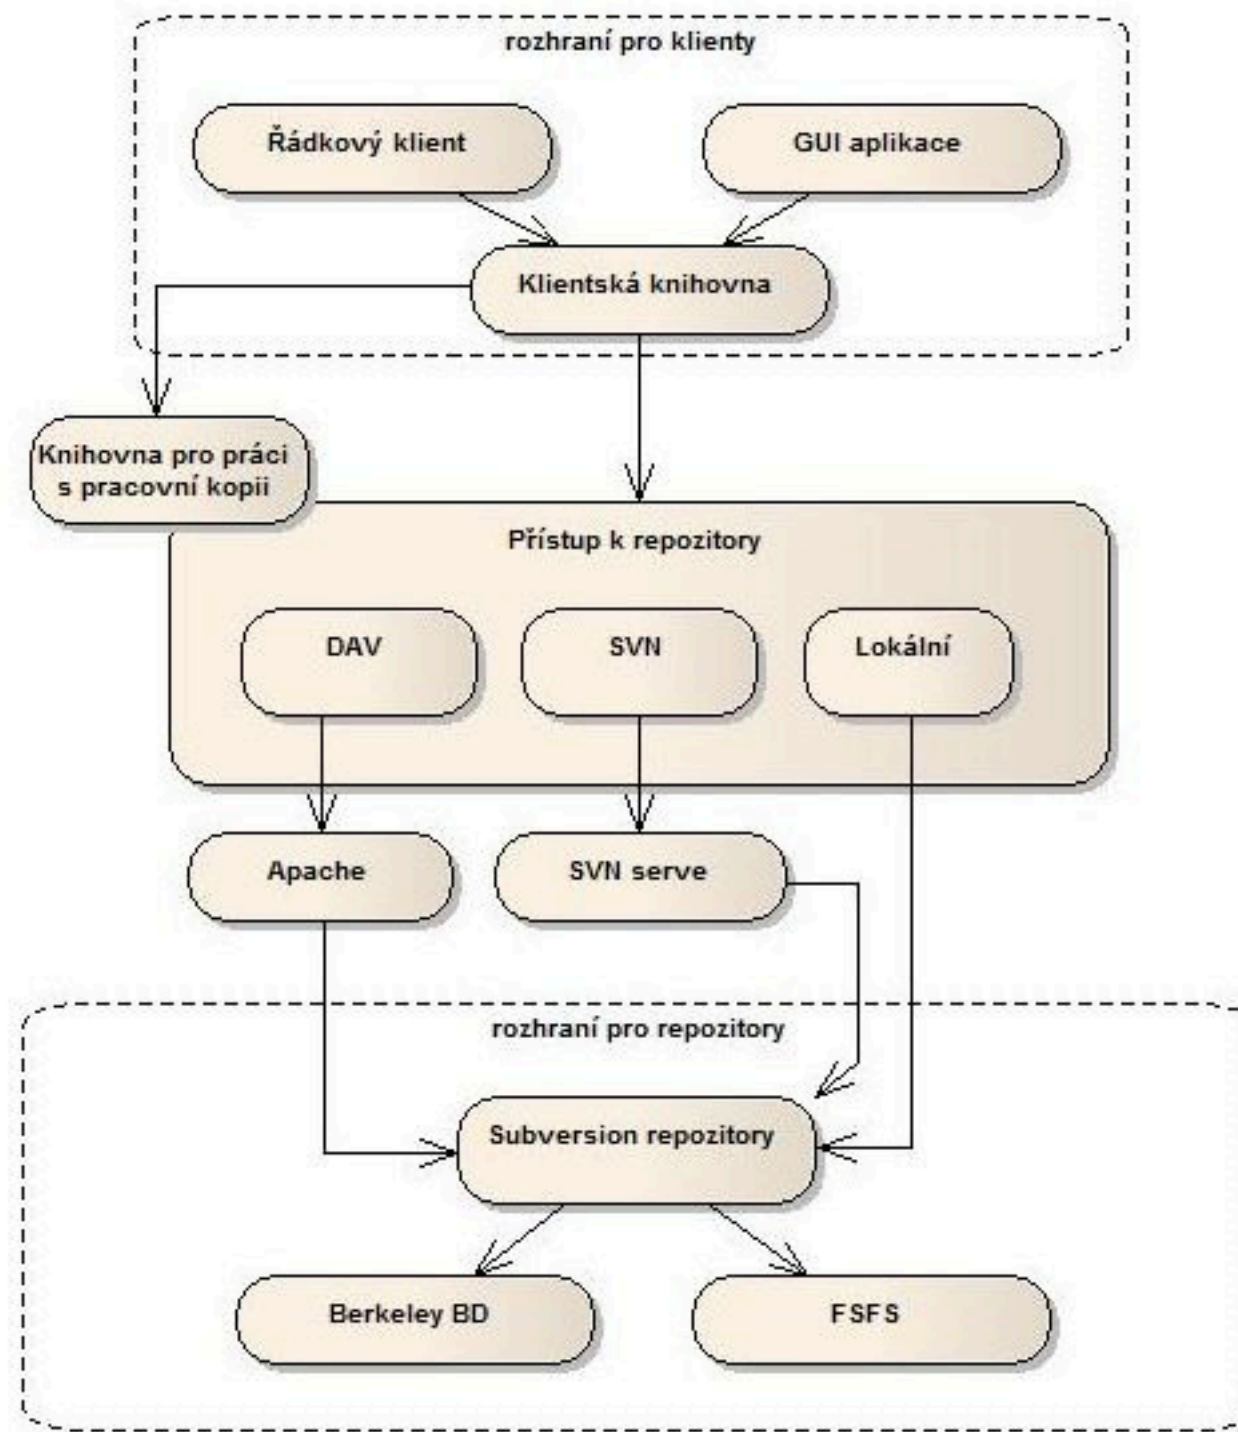 rozhraní pro klienty
Řádkový klient
GUI aplikace
Klientská knihovna
Knihovna pro práci
s pracovní kopii
Přístup k repozitory
DAV
SVN
Lokální
Apache
SVN serve
rozhraní pro repozitory
Subversion repozitory
Berkeley BD
FSFS